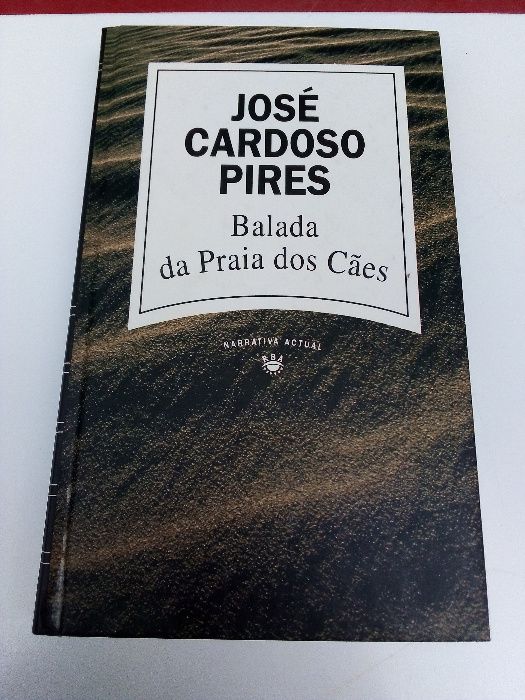 JOSÉ
CARDOSO
PIRES
Balada
da Praia dos Cães
NARRATIVA ACTUAL
RBA